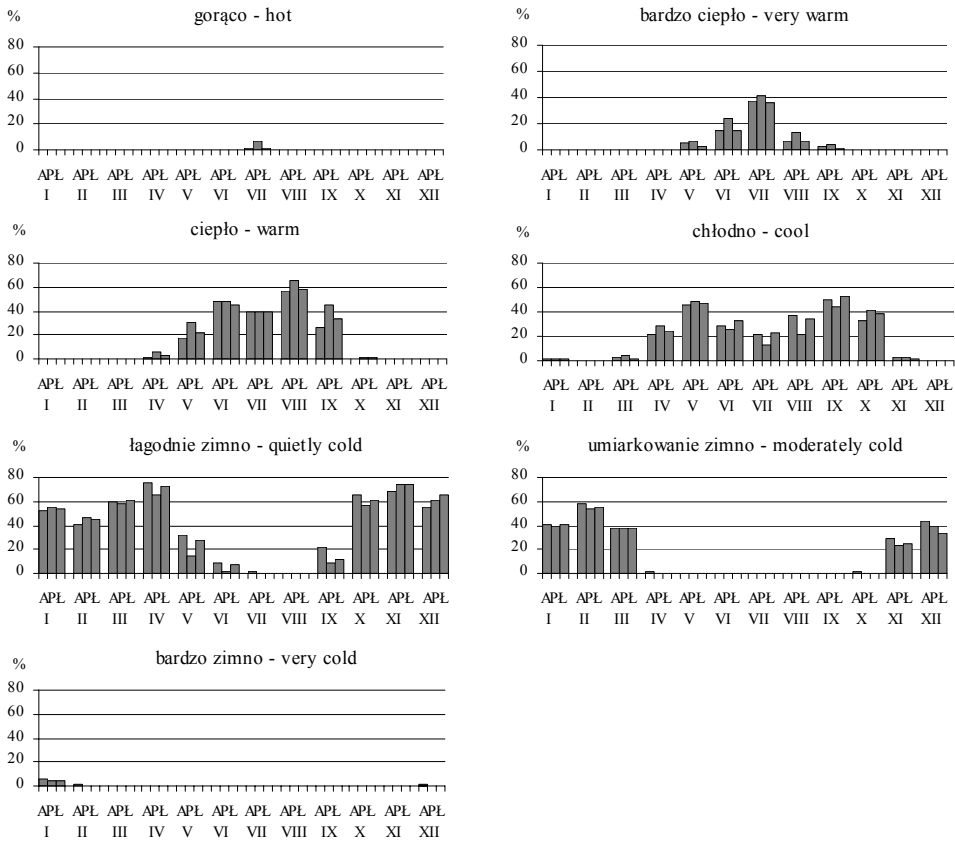 % gorąco - hot
80
60
40
20
0
APŁ APŁ APŁ APŁ APŁ APŁ APŁ APŁ APŁ APŁ APŁ APŁ
I II III IV V VI VII VIII IX X XI XII
% bardzo ciepło - very warm
80
60
40
20
0
APŁ APŁ APŁ APŁ APŁ APŁ APŁ APŁ APŁ APŁ APŁ APŁ
I II III IV V VI VII VIII IX X XI XII
% ciepło - warm
80
60
40
20
0
APŁ APŁ APŁ APŁ APŁ APŁ APŁ APŁ APŁ APŁ APŁ APŁ
I II III IV V VI VII VIII IX X XI XII
% chłodno - cool
80
60
40
20
0
APŁ APŁ APŁ APŁ APŁ APŁ APŁ APŁ APŁ APŁ APŁ APŁ
I II III IV V VI VII VIII IX X XI XII
% łagodnie zimno - quietly cold
80
60
40
20
0
APŁ APŁ APŁ APŁ APŁ APŁ APŁ APŁ APŁ APŁ APŁ APŁ
I II III IV V VI VII VIII IX X XI XII
% umiarkowanie zimno - moderately cold
80
60
40
20
0
APŁ APŁ APŁ APŁ APŁ APŁ APŁ APŁ APŁ APŁ APŁ APŁ
I II III IV V VI VII VIII IX X XI XII
% bardzo zimno - very cold
80
60
40
20
0
APŁ APŁ APŁ APŁ APŁ APŁ APŁ APŁ APŁ APŁ APŁ APŁ
I II III IV V VI VII VIII IX X XI XII